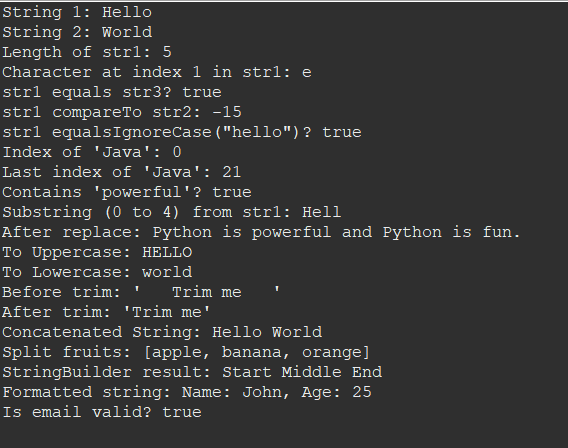 String 1: Hello
String 2: World
Length of str1: 5
Character at index 1 in str1: e
str1 equals str3? true
str1 compareTo str2: -15
str1 equalsIgnoreCase("hello")? true
Index of 'Java': 0
Last index of 'Java': 21
Contains 'powerful'? true
Substring (0 to 4) from str1: Hell
After replace: Python is powerful and Python is fun.
To Uppercase: HELLO
To Lowercase: world
Before trim: '   Trim me   '
After trim: 'Trim me'
Concatenated String: Hello World
Split fruits: [apple, banana, orange]
StringBuilder result: Start Middle End
Formatted string: Name: John, Age: 25
Is email valid? true